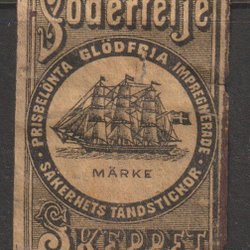 Södertelje
PRISBELÖNTA GLÖDFRIA IMPREGNERADE
MÄRKE
SÄKERHETS TÄNDSTICKOR
SKEPPET